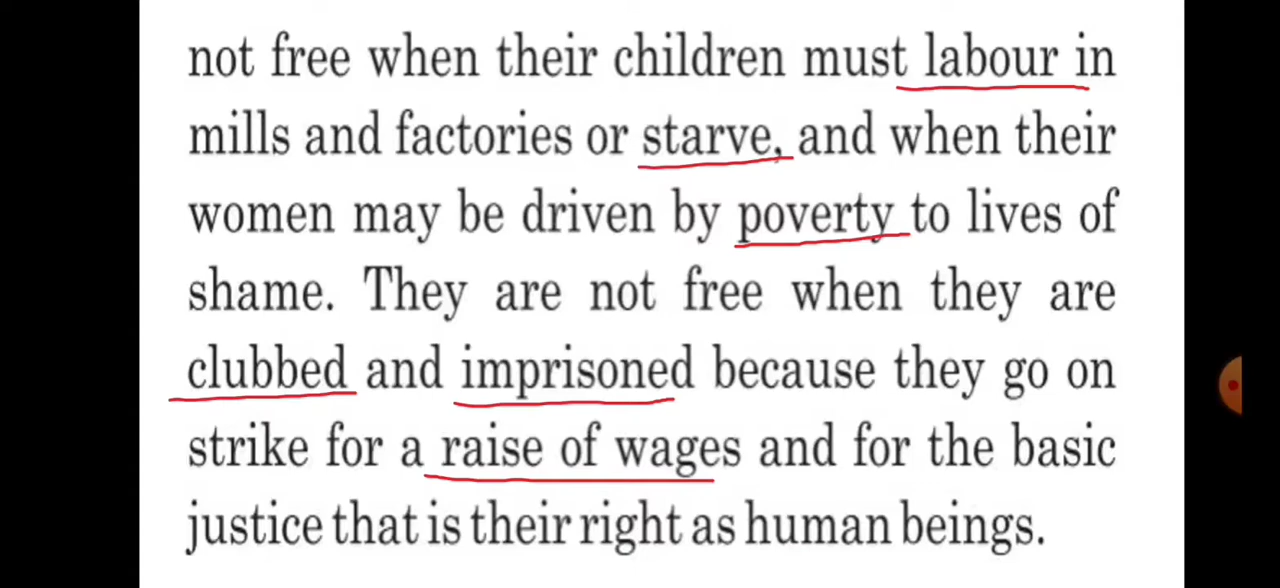 not free when their children must labour in
mills and factories or starve, and when their
women may be driven by poverty to lives of
shame. They are not free when they are
clubbed and imprisoned because they go on
strike for a raise of wages and for the basic
justice that is their right as human beings.